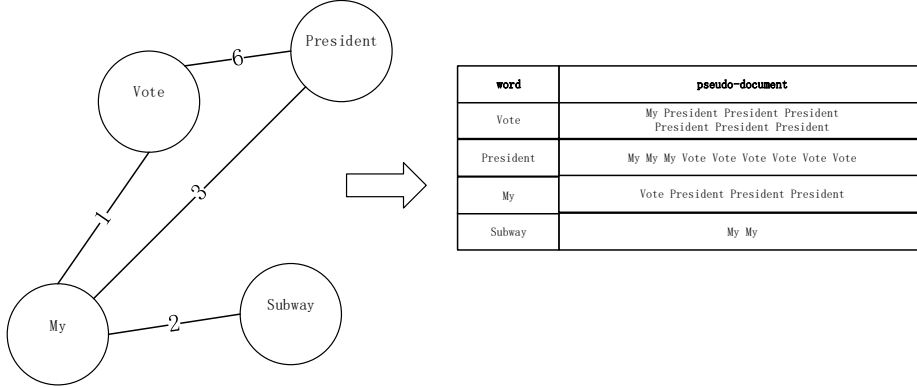 President
6
Vote
3
1
My
2
Subway
word pseudo-document
Vote My President President President
President President President
President My My My Vote Vote Vote Vote Vote Vote
My Vote President President President
Subway My My